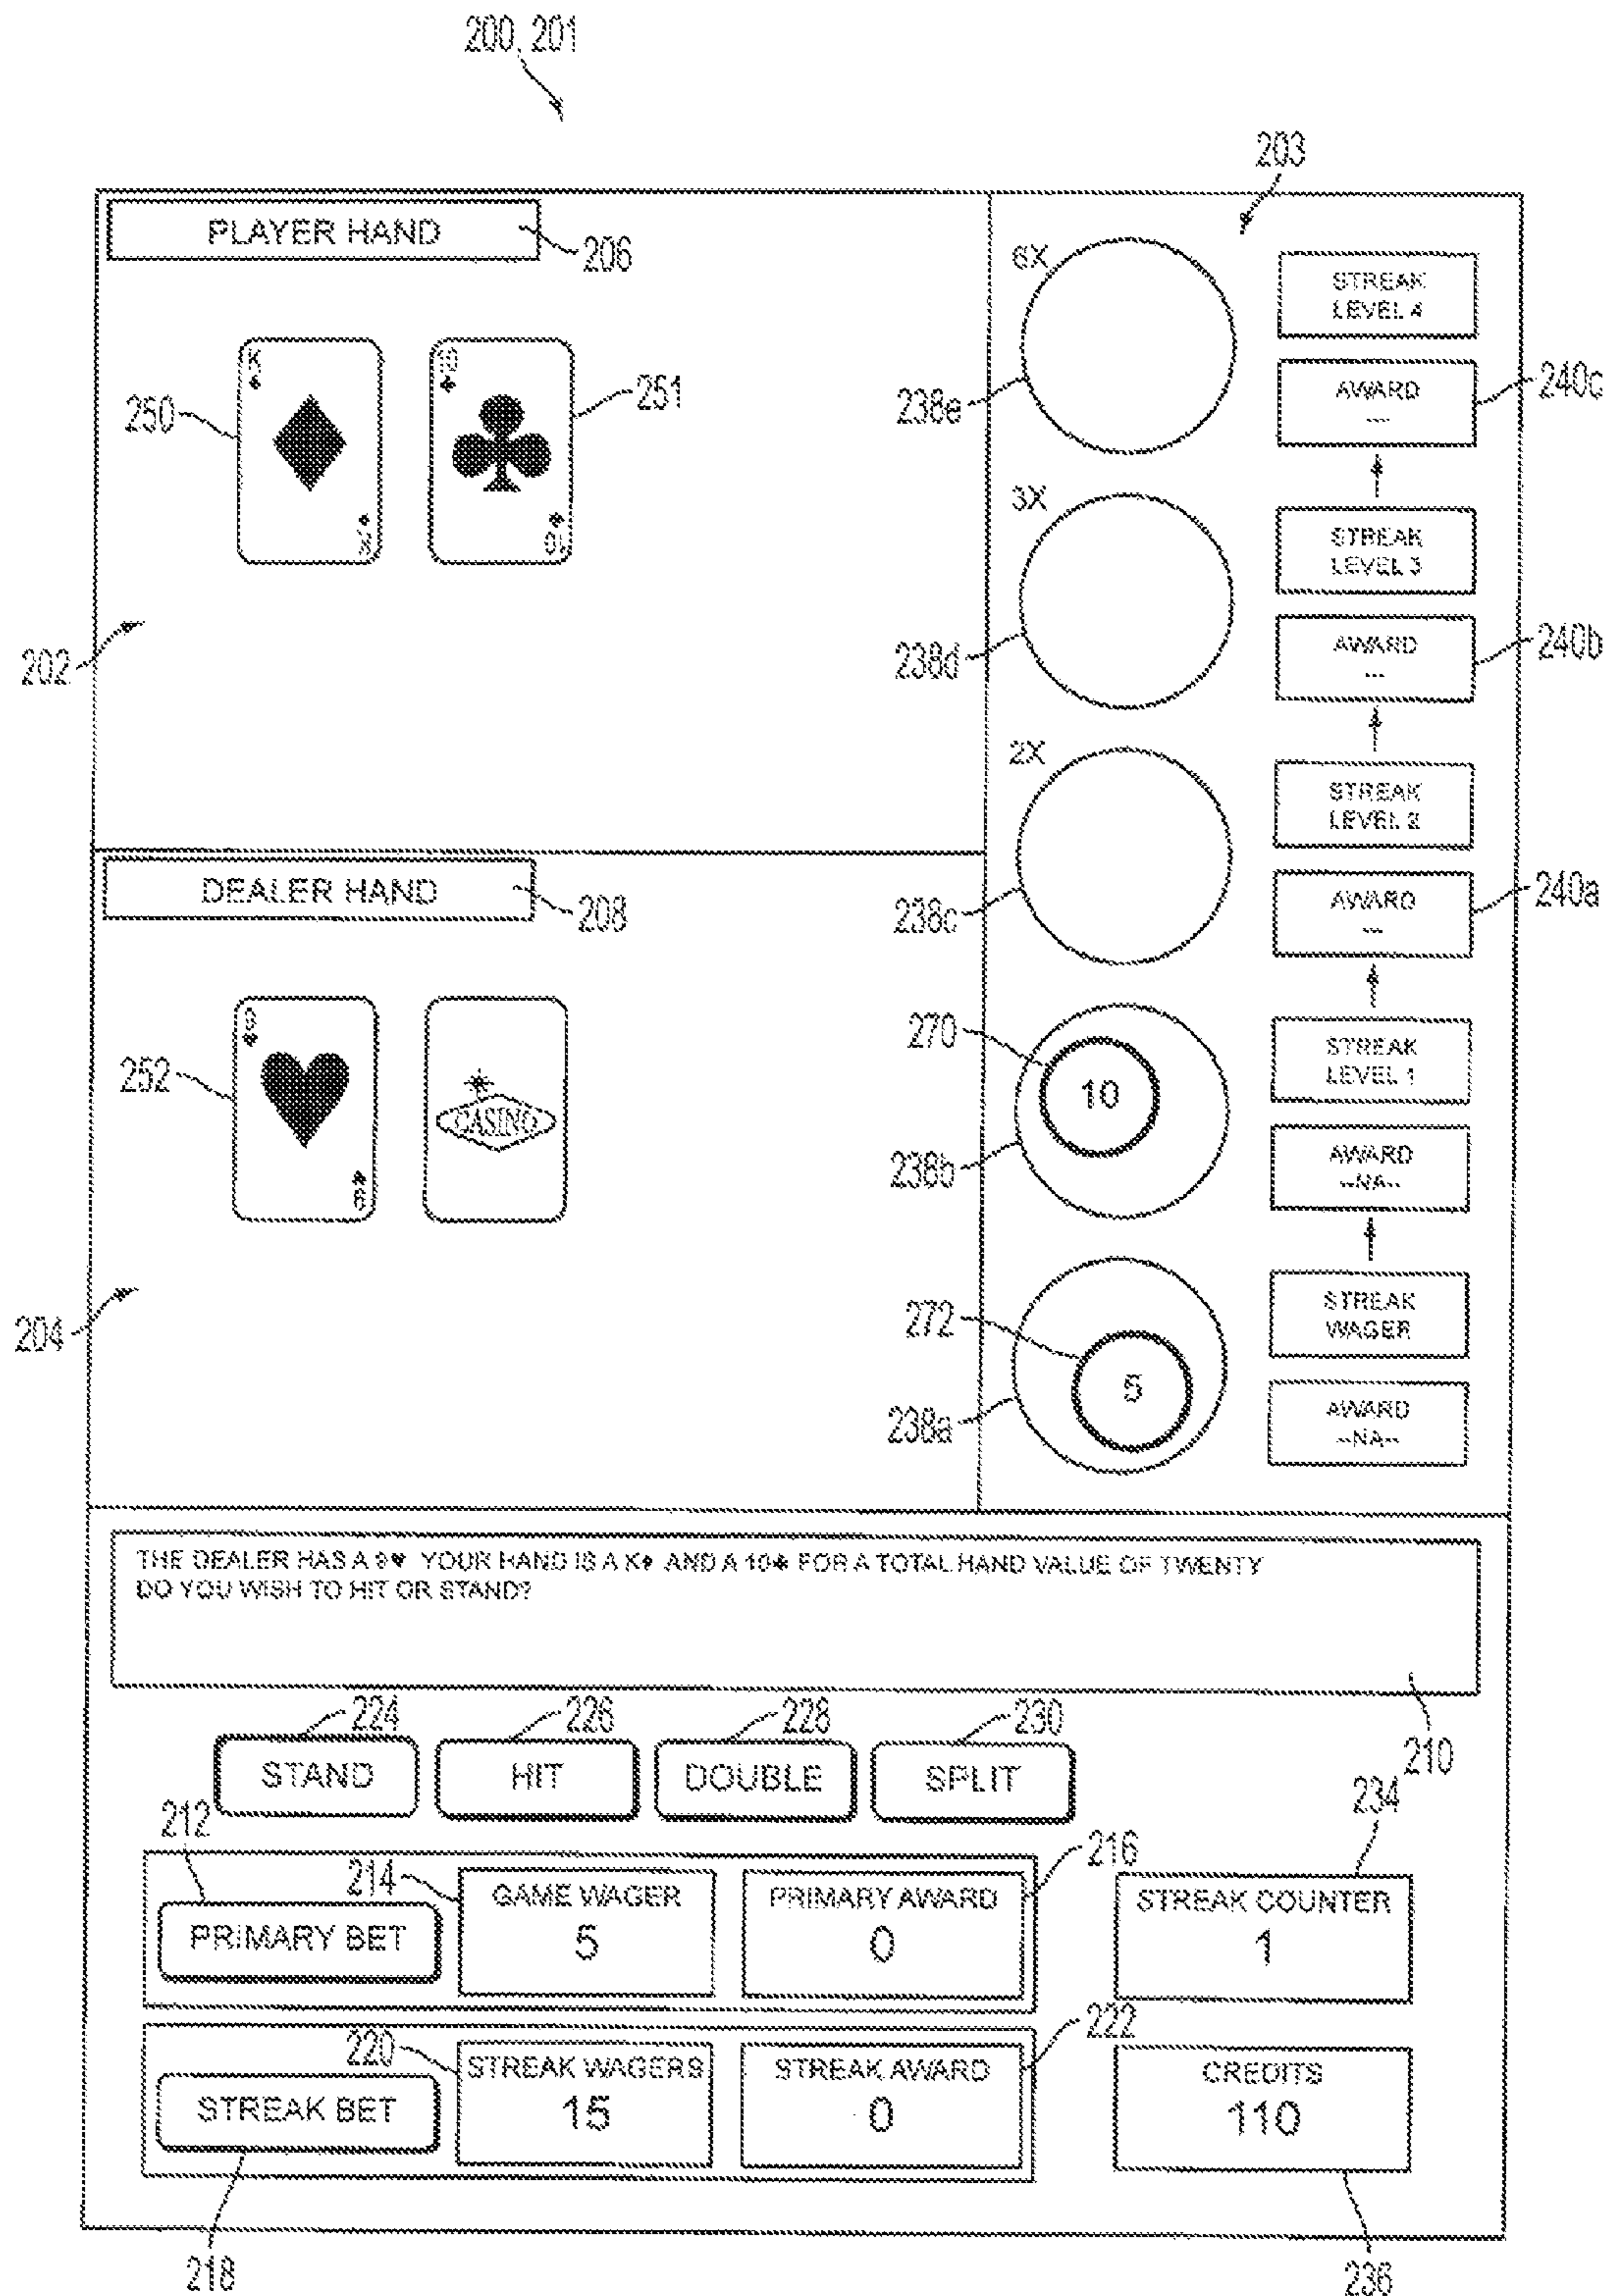 200, 201
203
PLAYER HAND
206
6X
STREAK
LEVEL 4
K
10
250
251
238e
AWARD
---
240c
K
10
3X
STREAK
LEVEL 3
202
238d
AWARD
---
240b
2X
STREAK
LEVEL 2
DEALER HAND
208
238c
AWARD
---
240a
9
252
CASINO
9
270
10
238b
STREAK
LEVEL 1
AWARD
--NA--
204
272
5
238a
STREAK
WAGER
AWARD
--NA--
THE DEALER HAS A 9♥ YOUR HAND IS A K♦ AND A 10♣ FOR A TOTAL HAND VALUE OF TWENTY
DO YOU WISH TO HIT OR STAND?
210
224
226
228
230
STAND
HIT
DOUBLE
SPLIT
212
214
216
234
PRIMARY BET
GAME WAGER
5
PRIMARY AWARD
0
STREAK COUNTER
1
220
222
STREAK BET
STREAK WAGERS
15
STREAK AWARD
0
CREDITS
110
218
236